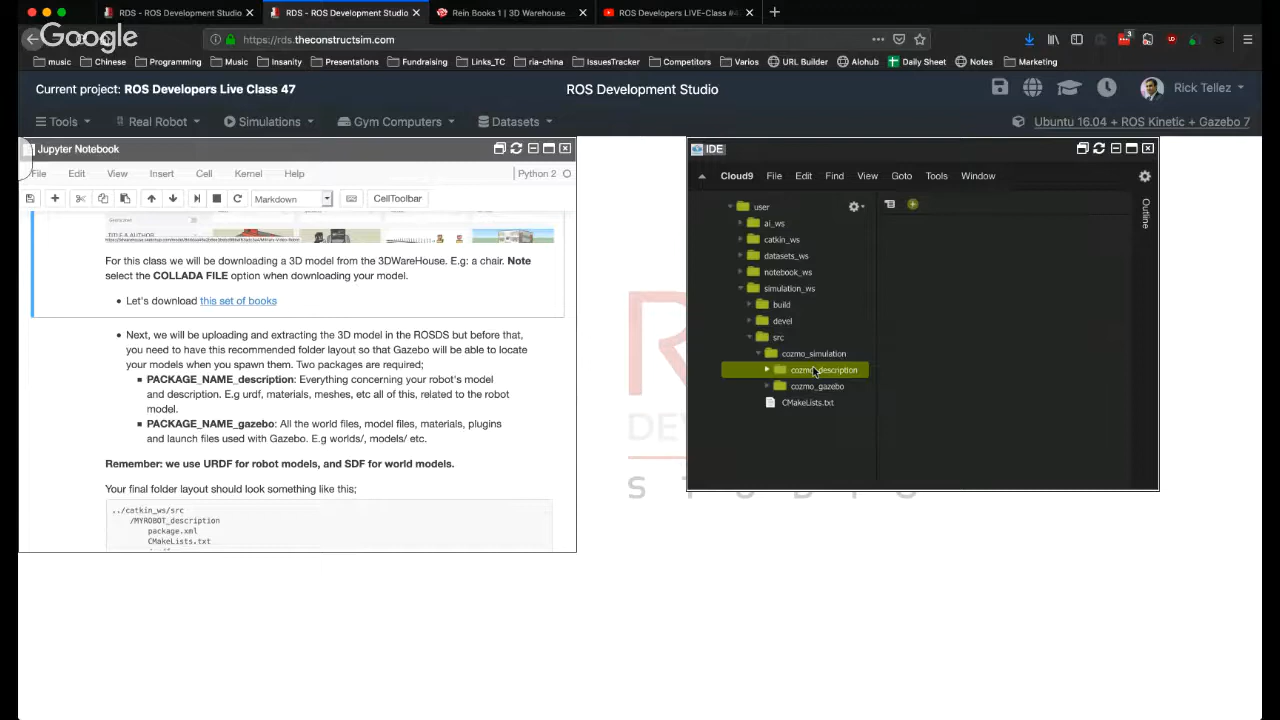 RDS - ROS Development Studio
RDS - ROS Development Studio
Rein Books 1 | 3D Warehouse
ROS Developers LIVE-Class #4
Google
https://rds.theconstructsim.com
3
music
Chinese
Programming
Music
Insanity
Presentations
Fundraising
Links_TC
ria-china
IssuesTracker
Competitors
Varios
URL Builder
Alohub
Daily Sheet
Notes
Marketing
Current project: ROS Developers Live Class 47
ROS Development Studio
Rick Tellez
Tools
Real Robot
Simulations
Gym Computers
Datasets
Ubuntu 16.04 + ROS Kinetic + Gazebo 7
Jupyter Notebook
File Edit View Insert Cell Kernel Help
Python 2
Markdown
CellToolbar
For this class we will be downloading a 3D model from the 3DWareHouse. E.g: a chair. Note
select the COLLADA FILE option when downloading your model.
Let's download this set of books
Next, we will be uploading and extracting the 3D model in the ROSDS but before that,
you need to have this recommended folder layout so that Gazebo will be able to locate
your models when you spawn them. Two packages are required;
PACKAGE_NAME_description: Everything concerning your robot's model
and description. E.g urdf, materials, meshes, etc all of this, related to the robot
model.
PACKAGE_NAME_gazebo: All the world files, model files, materials, plugins
and launch files used with Gazebo. E.g worlds/, models/ etc.
Remember: we use URDF for robot models, and SDF for world models.
Your final folder layout should look something like this;
../catkin_ws/src
/MYROBOT_description
package.xml
CMakeLists.txt
IDE
Cloud9 File Edit Find View Goto Tools Window
user
ai_ws
catkin_ws
datasets_ws
notebook_ws
simulation_ws
build
devel
src
cozmo_simulation
cozmo_description
cozmo_gazebo
CMakeLists.txt
Outline
R
DE
S T U D I O